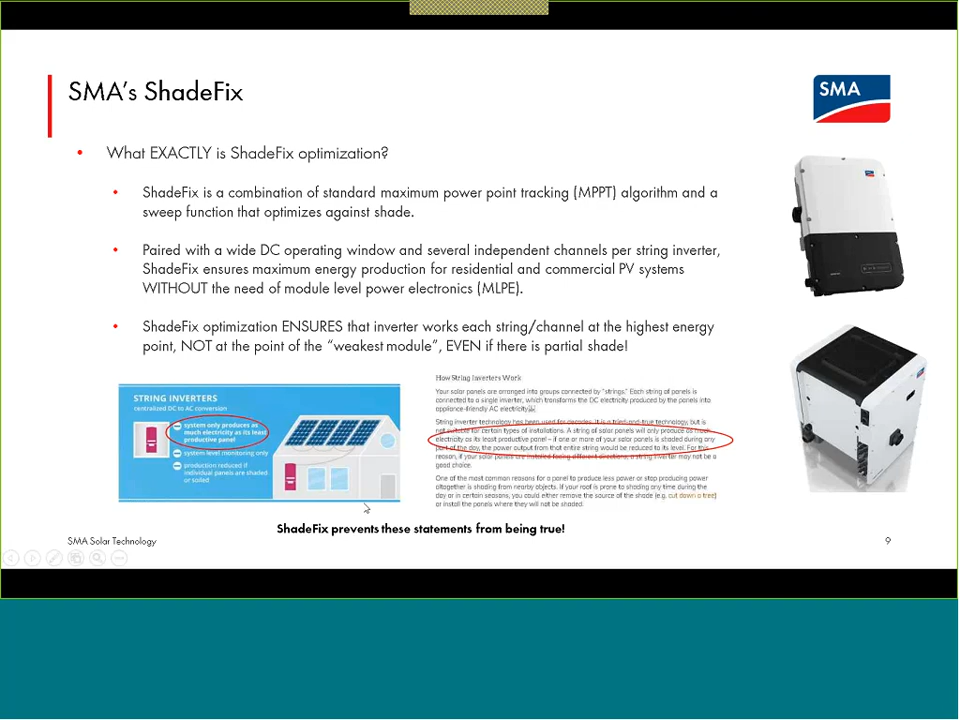 SMA's ShadeFix
SMA
• What EXACTLY is ShadeFix optimization?
• ShadeFix is a combination of standard maximum power point tracking (MPPT) algorithm and a
sweep function that optimizes against shade.
• Paired with a wide DC operating window and several independent channels per string inverter,
ShadeFix ensures maximum energy production for residential and commercial PV systems
WITHOUT the need of module level power electronics (MLPE).
• ShadeFix optimization ENSURES that inverter works each string/channel at the highest energy
point, NOT at the point of the “weakest module”, EVEN if there is partial shade!
STRING INVERTERS
centralized DC to AC conversion
system only produces as
much electricity as its least
productive panel
system level monitoring only
production reduced if
individual panels are shaded
or soiled
How String Inverters Work
Your solar panels are arranged into groups connected by “strings.” Each string of panels is
connected to a single inverter, which transforms the DC electricity produced by the panels into
appliance-friendly AC electricity
String inverter technology has been used for decades. It is a tried-and-true technology, but is
not suitable for certain types of installations. A string of solar panels will only produce as much
electricity as its least productive panel – if one or more of your solar panels is shaded during any
part of the day, the power output from that entire string would be reduced to its level. For this
reason, if your solar panels are installed facing different directions, a string inverter may not be a
good choice.
One of the most common reasons for a panel to produce less power or stop producing power
altogether is shading from nearby objects. If your roof is prone to shading any time during the
day or in certain seasons, you could either remove the source of the shade (e.g. cut down a tree)
or install the panels where they will not be shaded.
ShadeFix prevents these statements from being true!
SMA Solar Technology
9